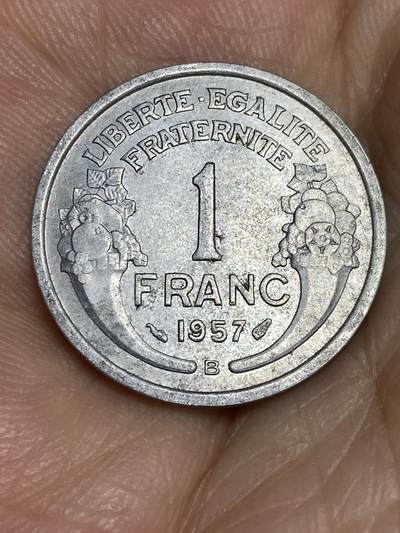 LIBERTE · EGALITE
FRATERNITE
1
FRANC
1957
B